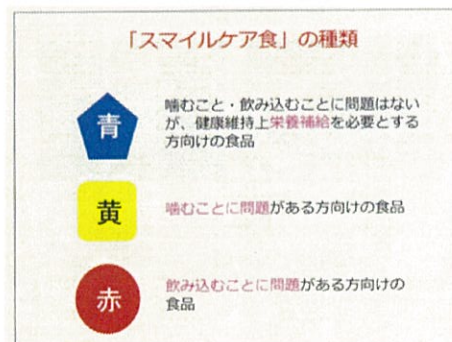 「スマイルケア食」の種類
青
噛むこと・飲み込むことに問題はない
が、健康維持上栄養補給を必要とする
方向けの食品
黄
噛むことに問題がある方向けの食品
赤
飲み込むことに問題がある方向けの
食品